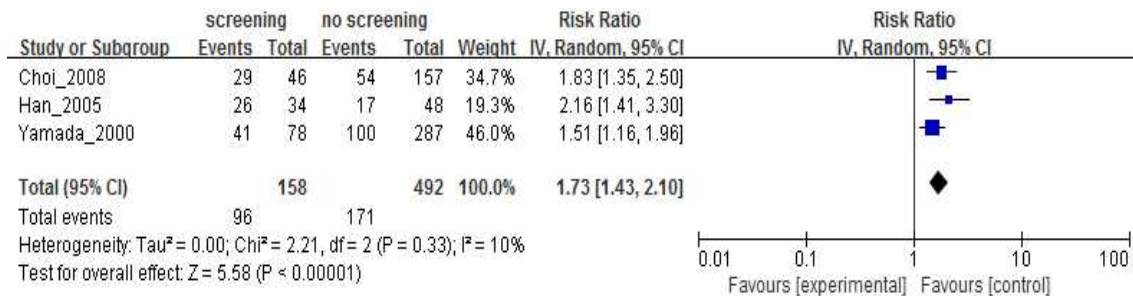 screening no screening Risk Ratio Risk Ratio
Study or Subgroup Events Total Events Total Weight IV, Random, 95% CI IV, Random, 95% CI
Choi_2008 29 46 54 157 34.7% 1.83 [1.35, 2.50]
Han_2005 26 34 17 48 19.3% 2.16 [1.41, 3.30]
Yamada_2000 41 78 100 287 46.0% 1.51 [1.16, 1.96]
Total (95% CI) 158 492 100.0% 1.73 [1.43, 2.10]
Total events 96 171
Heterogeneity: Tau² = 0.00; Chi² = 2.21, df = 2 (P = 0.33); I² = 10%
Test for overall effect: Z = 5.58 (P < 0.00001)
0.01 0.1 1 10 100
Favours [experimental] Favours [control]